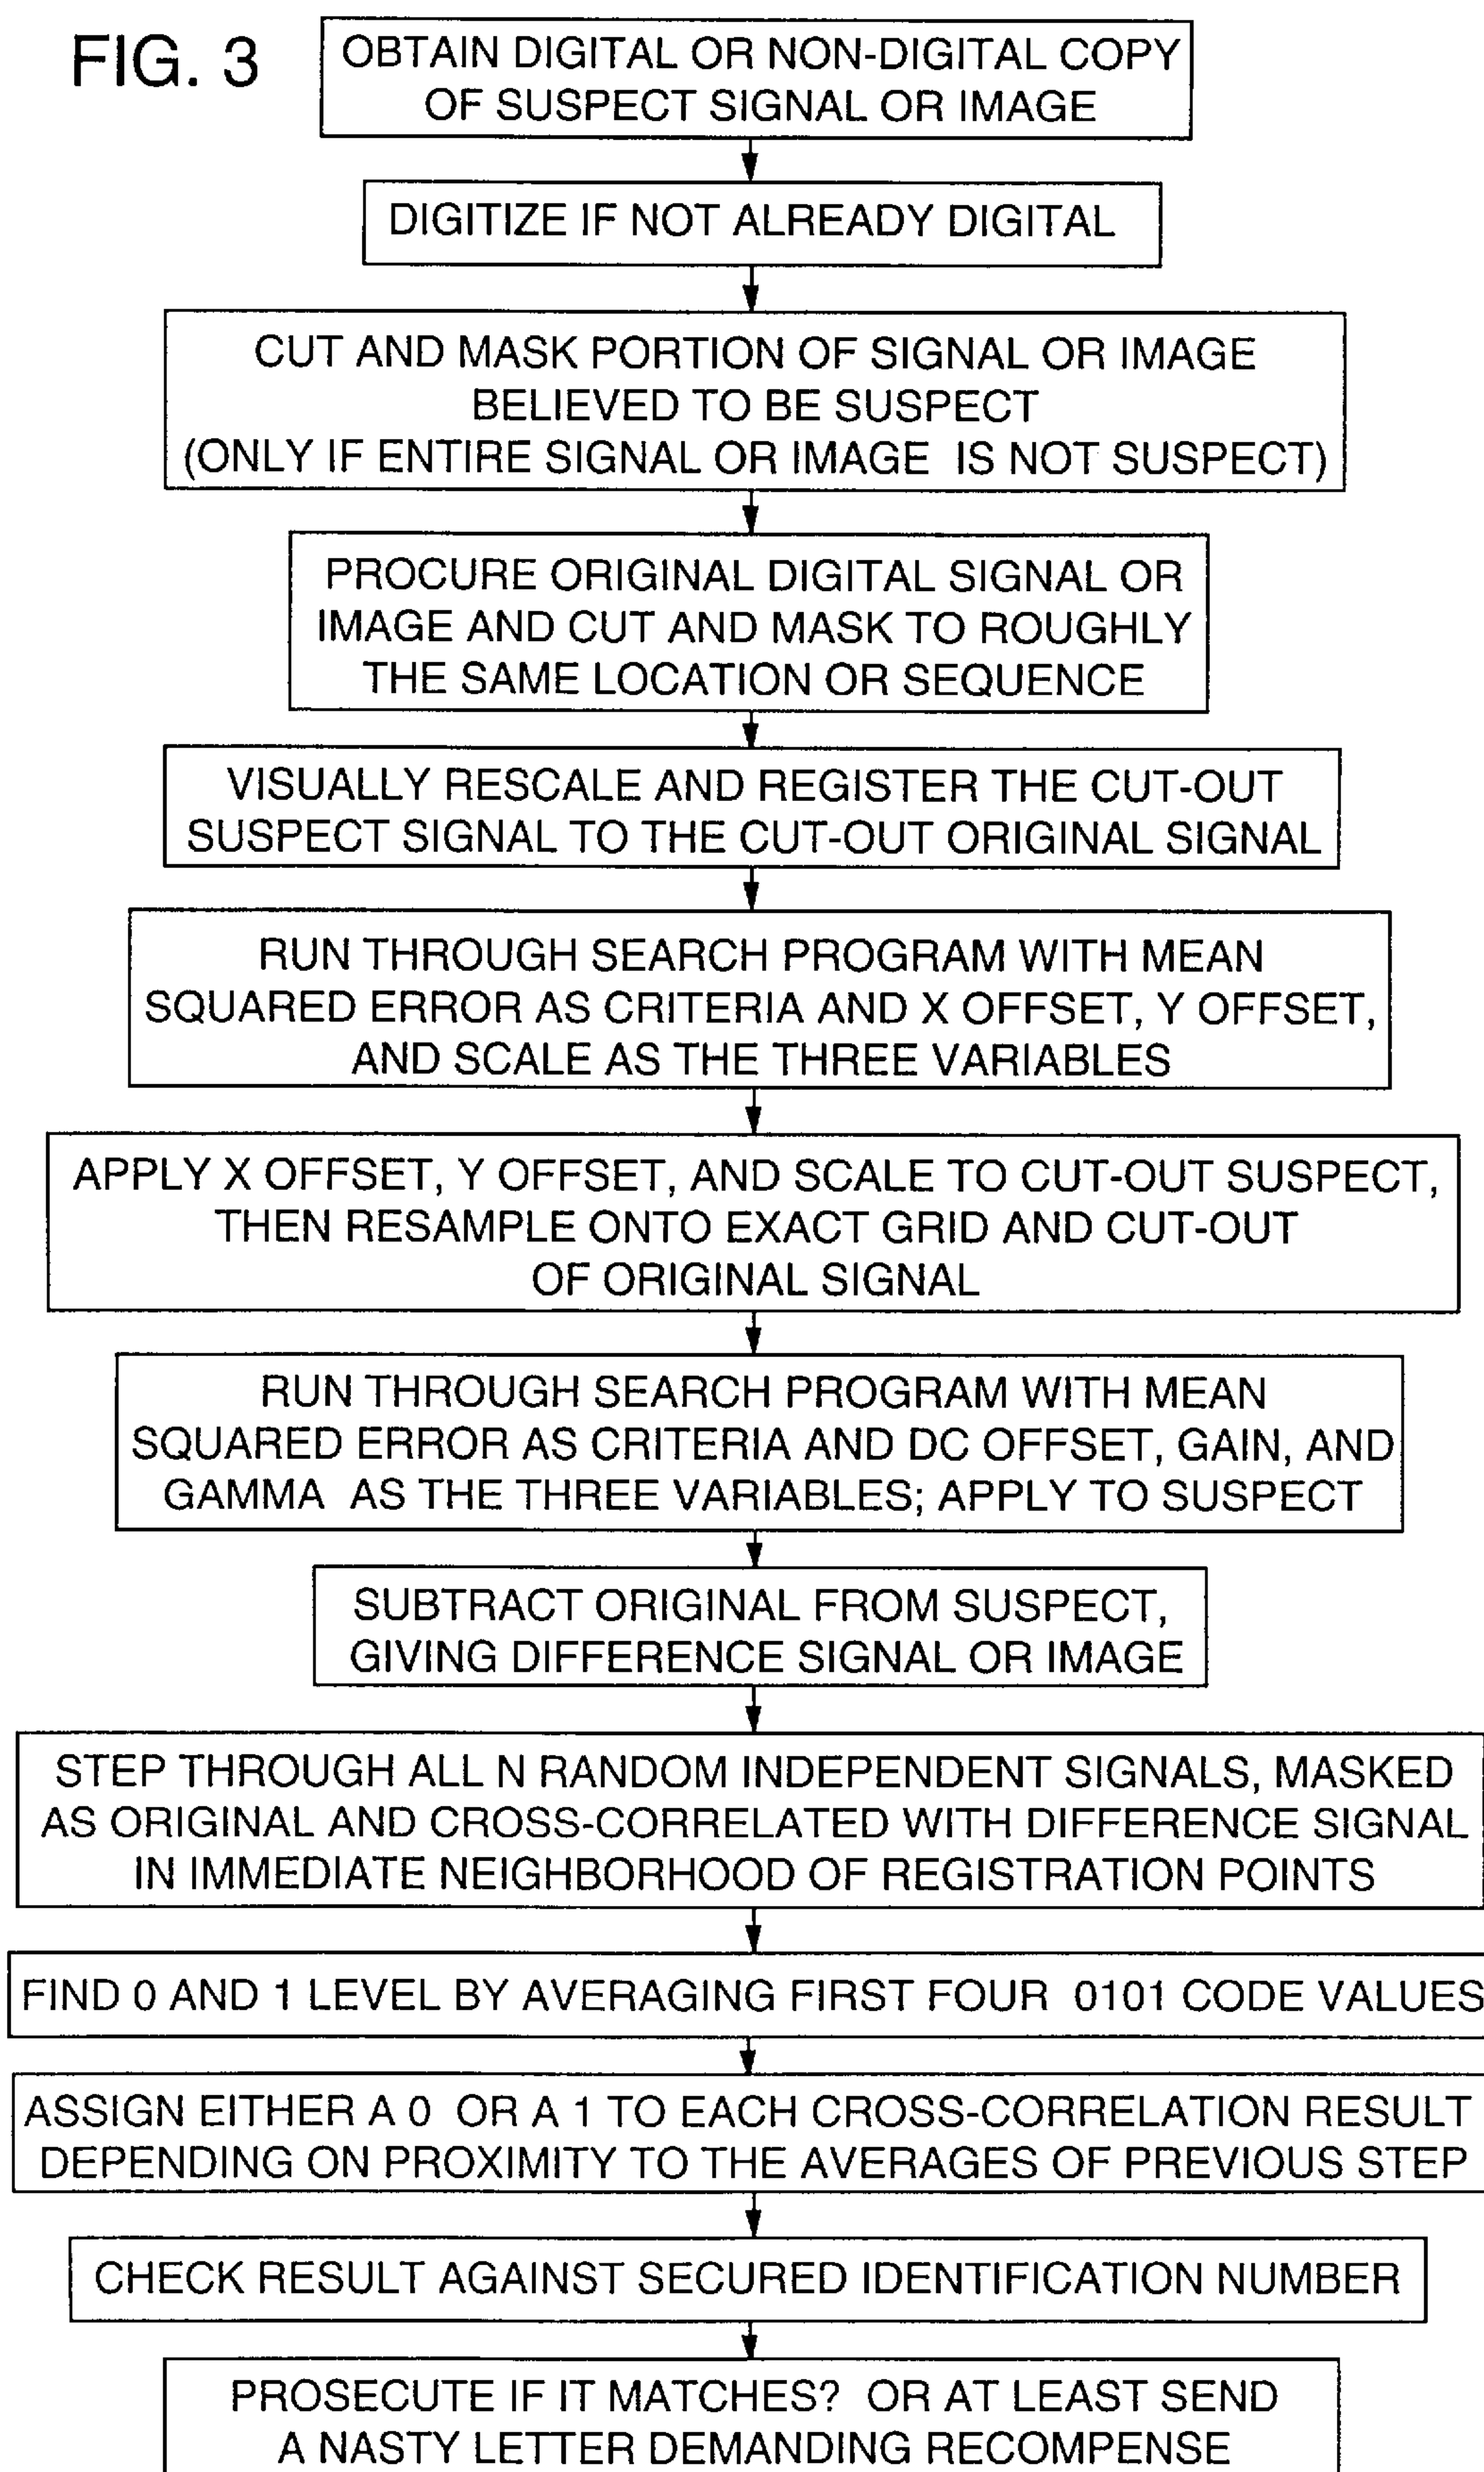 FIG. 3
OBTAIN DIGITAL OR NON-DIGITAL COPY
OF SUSPECT SIGNAL OR IMAGE
DIGITIZE IF NOT ALREADY DIGITAL
CUT AND MASK PORTION OF SIGNAL OR IMAGE
BELIEVED TO BE SUSPECT
(ONLY IF ENTIRE SIGNAL OR IMAGE IS NOT SUSPECT)
PROCURE ORIGINAL DIGITAL SIGNAL OR
IMAGE AND CUT AND MASK TO ROUGHLY
THE SAME LOCATION OR SEQUENCE
VISUALLY RESCALE AND REGISTER THE CUT-OUT
SUSPECT SIGNAL TO THE CUT-OUT ORIGINAL SIGNAL
RUN THROUGH SEARCH PROGRAM WITH MEAN
SQUARED ERROR AS CRITERIA AND X OFFSET, Y OFFSET,
AND SCALE AS THE THREE VARIABLES
APPLY X OFFSET, Y OFFSET, AND SCALE TO CUT-OUT SUSPECT,
THEN RESAMPLE ONTO EXACT GRID AND CUT-OUT
OF ORIGINAL SIGNAL
RUN THROUGH SEARCH PROGRAM WITH MEAN
SQUARED ERROR AS CRITERIA AND DC OFFSET, GAIN, AND
GAMMA AS THE THREE VARIABLES; APPLY TO SUSPECT
SUBTRACT ORIGINAL FROM SUSPECT,
GIVING DIFFERENCE SIGNAL OR IMAGE
STEP THROUGH ALL N RANDOM INDEPENDENT SIGNALS, MASKED
AS ORIGINAL AND CROSS-CORRELATED WITH DIFFERENCE SIGNAL
IN IMMEDIATE NEIGHBORHOOD OF REGISTRATION POINTS
FIND 0 AND 1 LEVEL BY AVERAGING FIRST FOUR 0101 CODE VALUES
ASSIGN EITHER A 0 OR A 1 TO EACH CROSS-CORRELATION RESULT
DEPENDING ON PROXIMITY TO THE AVERAGES OF PREVIOUS STEP
CHECK RESULT AGAINST SECURED IDENTIFICATION NUMBER
PROSECUTE IF IT MATCHES? OR AT LEAST SEND
A NASTY LETTER DEMANDING RECOMPENSE